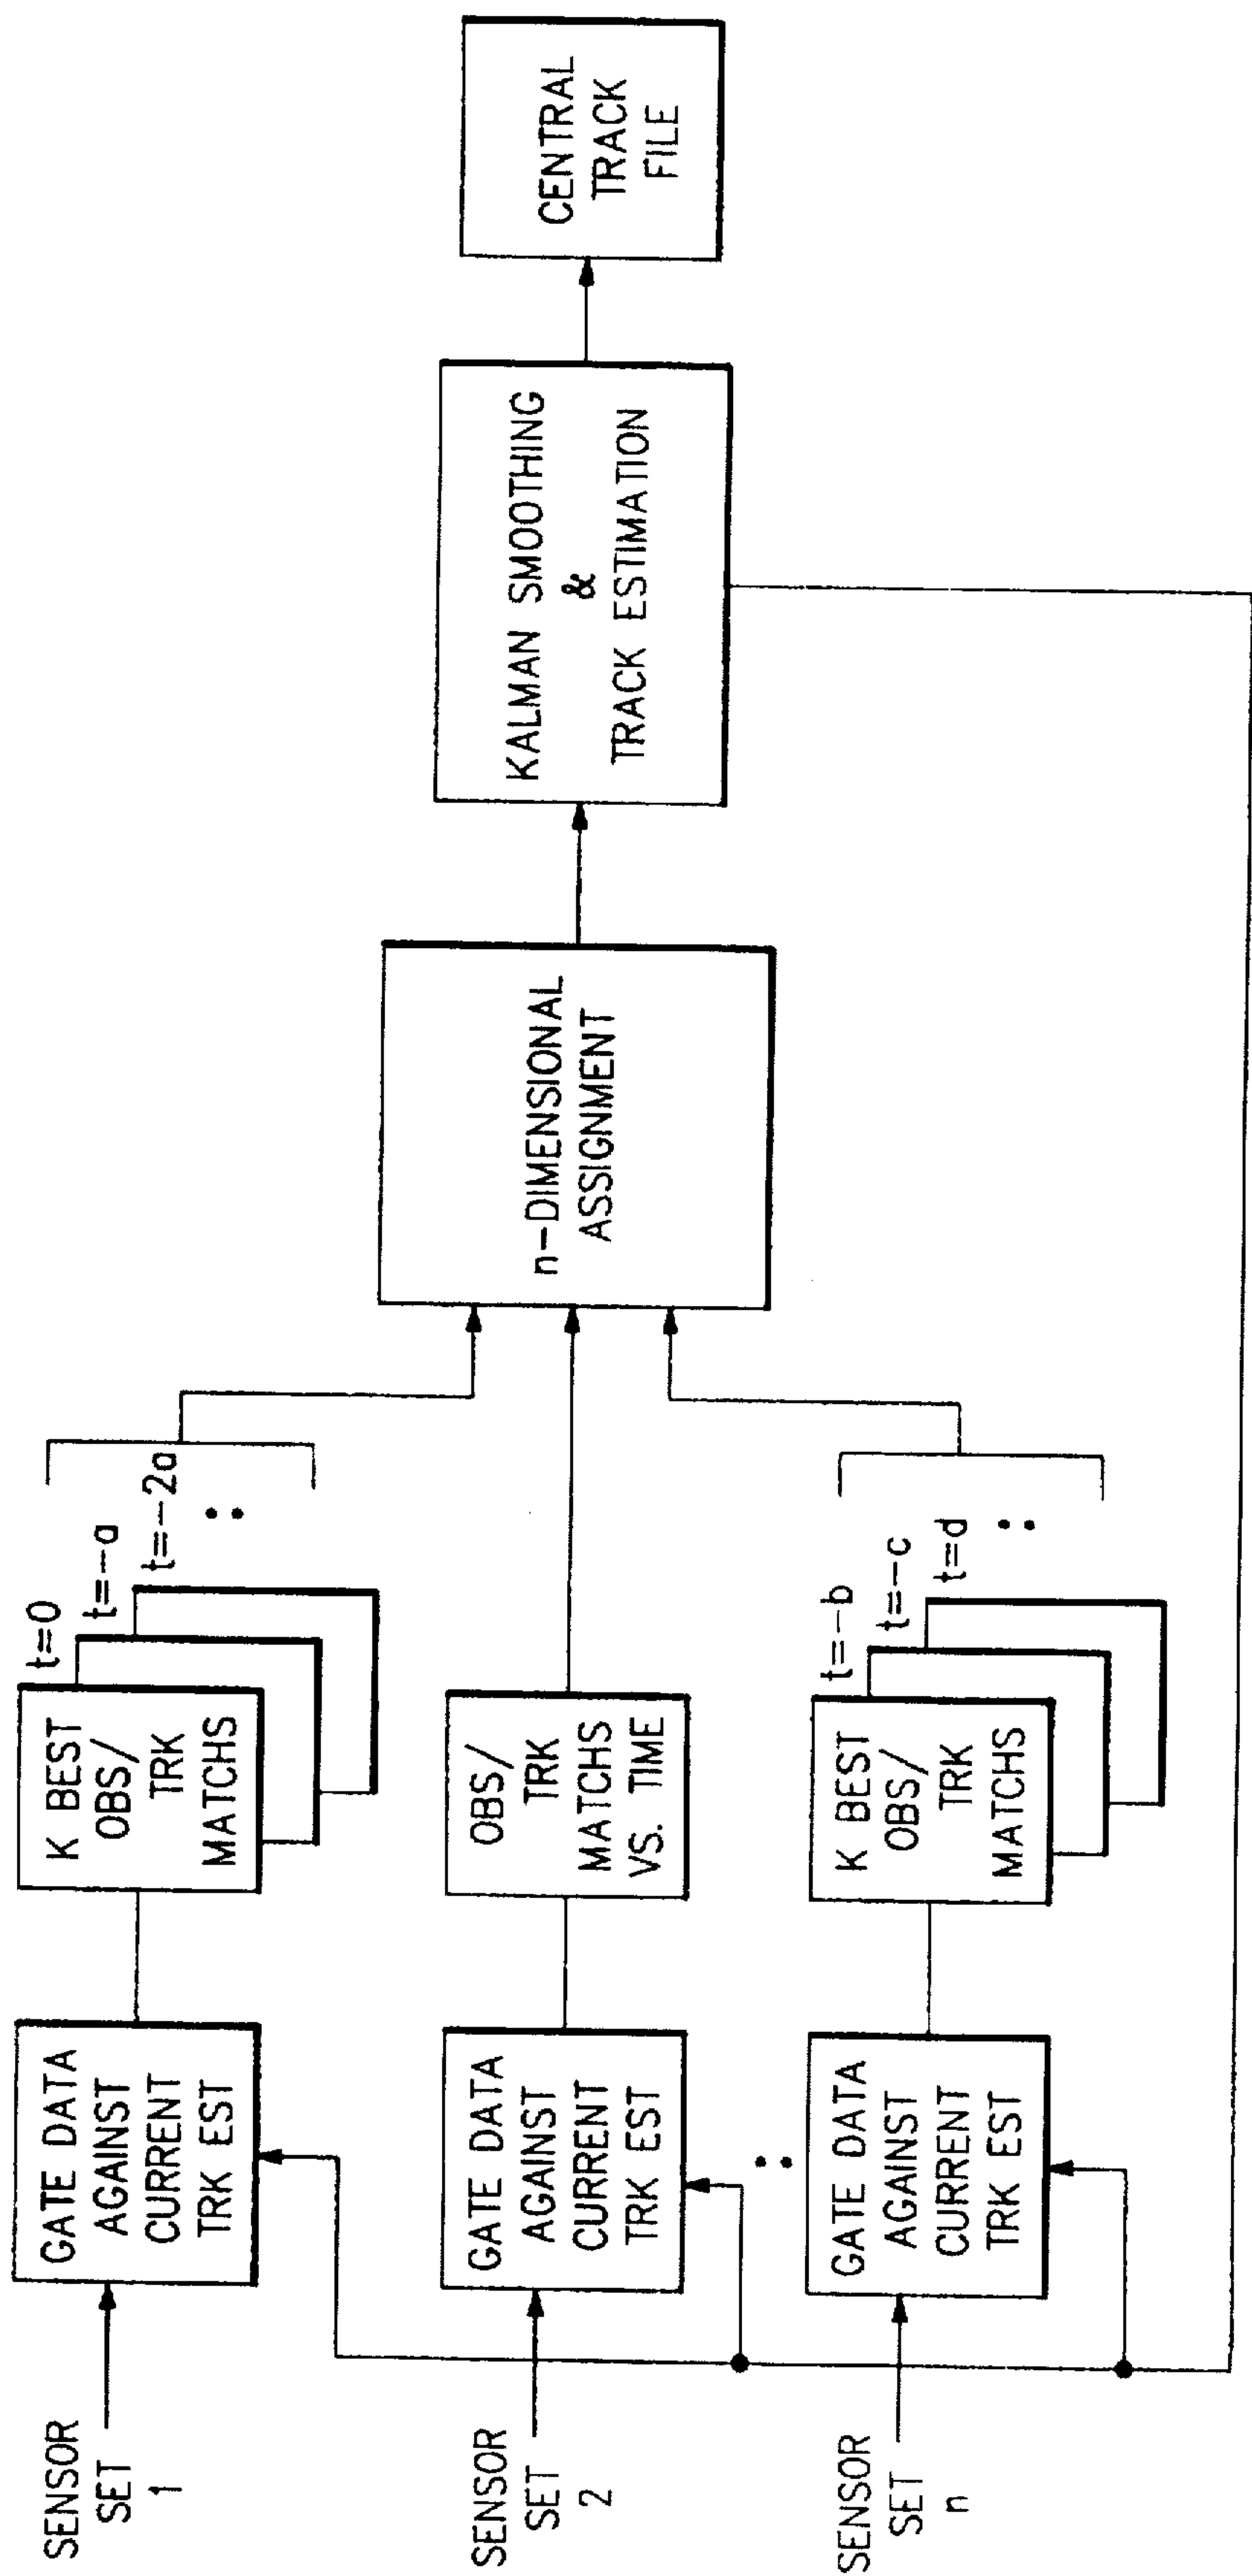 SENSOR
SET
1
GATE DATA
AGAINST
CURRENT
TRK EST
K BEST
OBS/
TRK
MATCHS
t=0
t=-a
t=-2a
SENSOR
SET
2
GATE DATA
AGAINST
CURRENT
TRK EST
OBS/
TRK
MATCHS
VS. TIME
SENSOR
SET
n
GATE DATA
AGAINST
CURRENT
TRK EST
K BEST
OBS/
TRK
MATCHS
t=-b
t=-c
t=d
n-DIMENSIONAL
ASSIGNMENT
KALMAN SMOOTHING
&
TRACK ESTIMATION
CENTRAL
TRACK
FILE